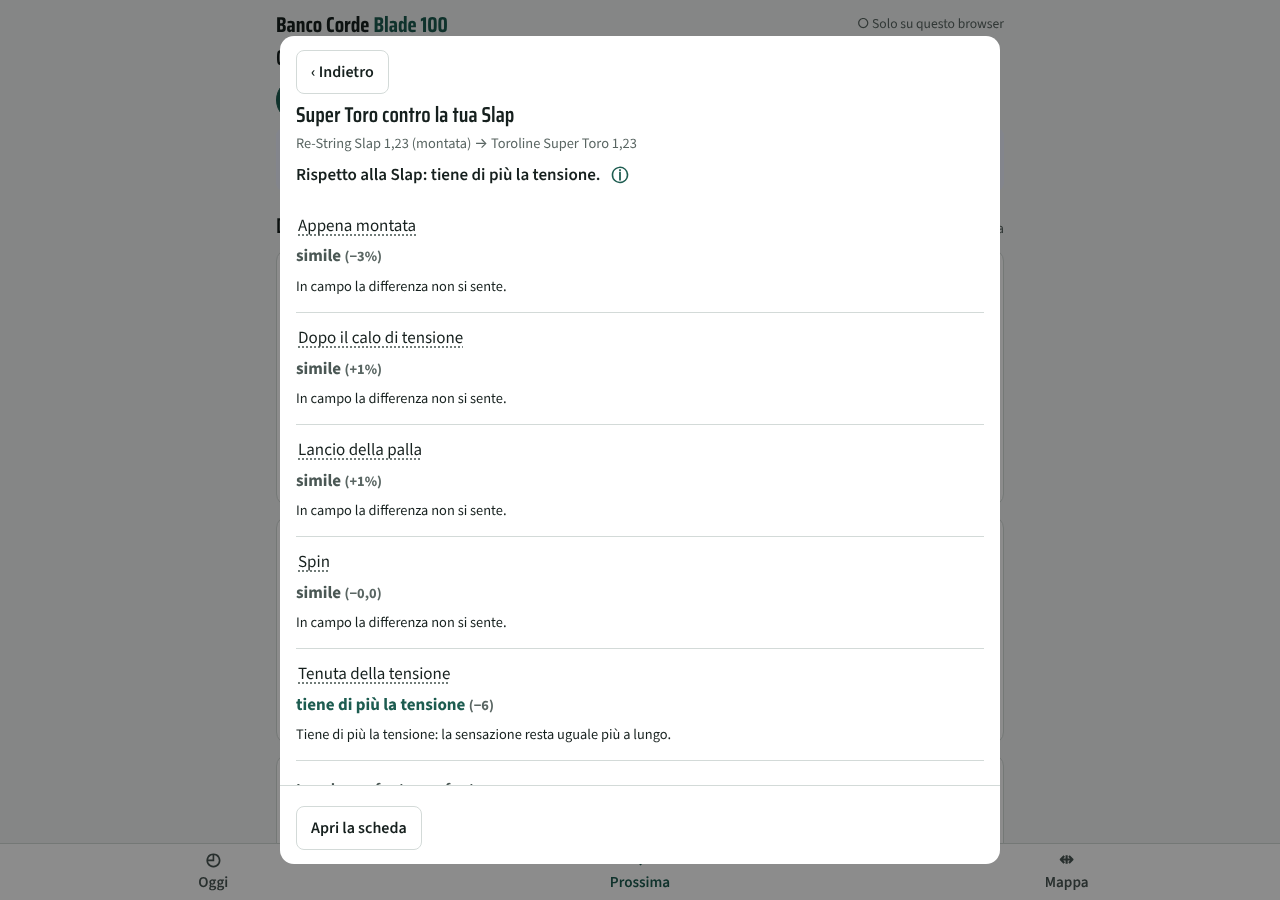 Banco Corde Blade 100
Solo su questo browser
‹ Indietro
Super Toro contro la tua Slap
Re-String Slap 1,23 (montata) → Toroline Super Toro 1,23
Rispetto alla Slap: tiene di più la tensione. ⓘ
Appena montata
simile (−3%)
In campo la differenza non si sente.
Dopo il calo di tensione
simile (+1%)
In campo la differenza non si sente.
Lancio della palla
simile (+1%)
In campo la differenza non si sente.
Spin
simile (−0,0)
In campo la differenza non si sente.
Tenuta della tensione
tiene di più la tensione (−6)
Tiene di più la tensione: la sensazione resta uguale più a lungo.
Apri la scheda
Oggi
Prossima
Mappa